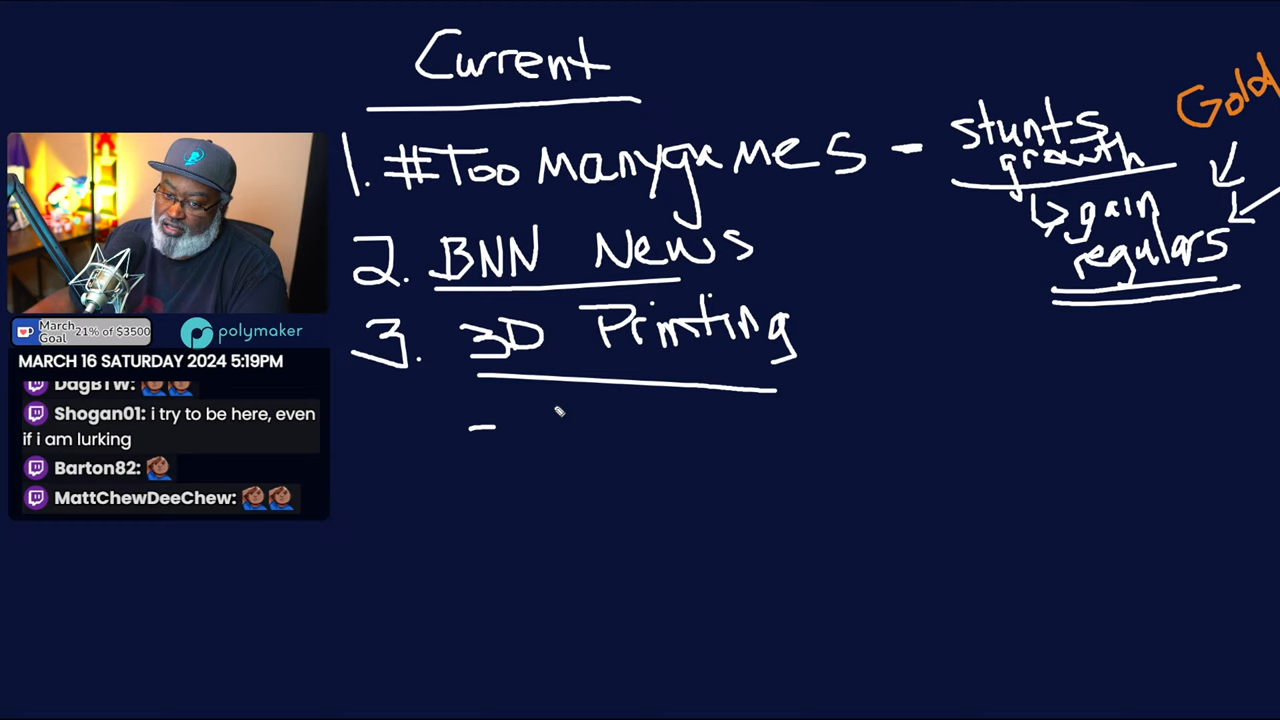 Current
1. #Toomanygames - stunts growth
↳ gain regulars
Gold
2. BNN News
3. 3D Printing
-
March Goal
21% of $3500
polymaker
MARCH 16 SATURDAY 2024 5:19PM
DagBTW:
Shogan01: i try to be here, even
if i am lurking
Barton82:
MattChewDeeChew: